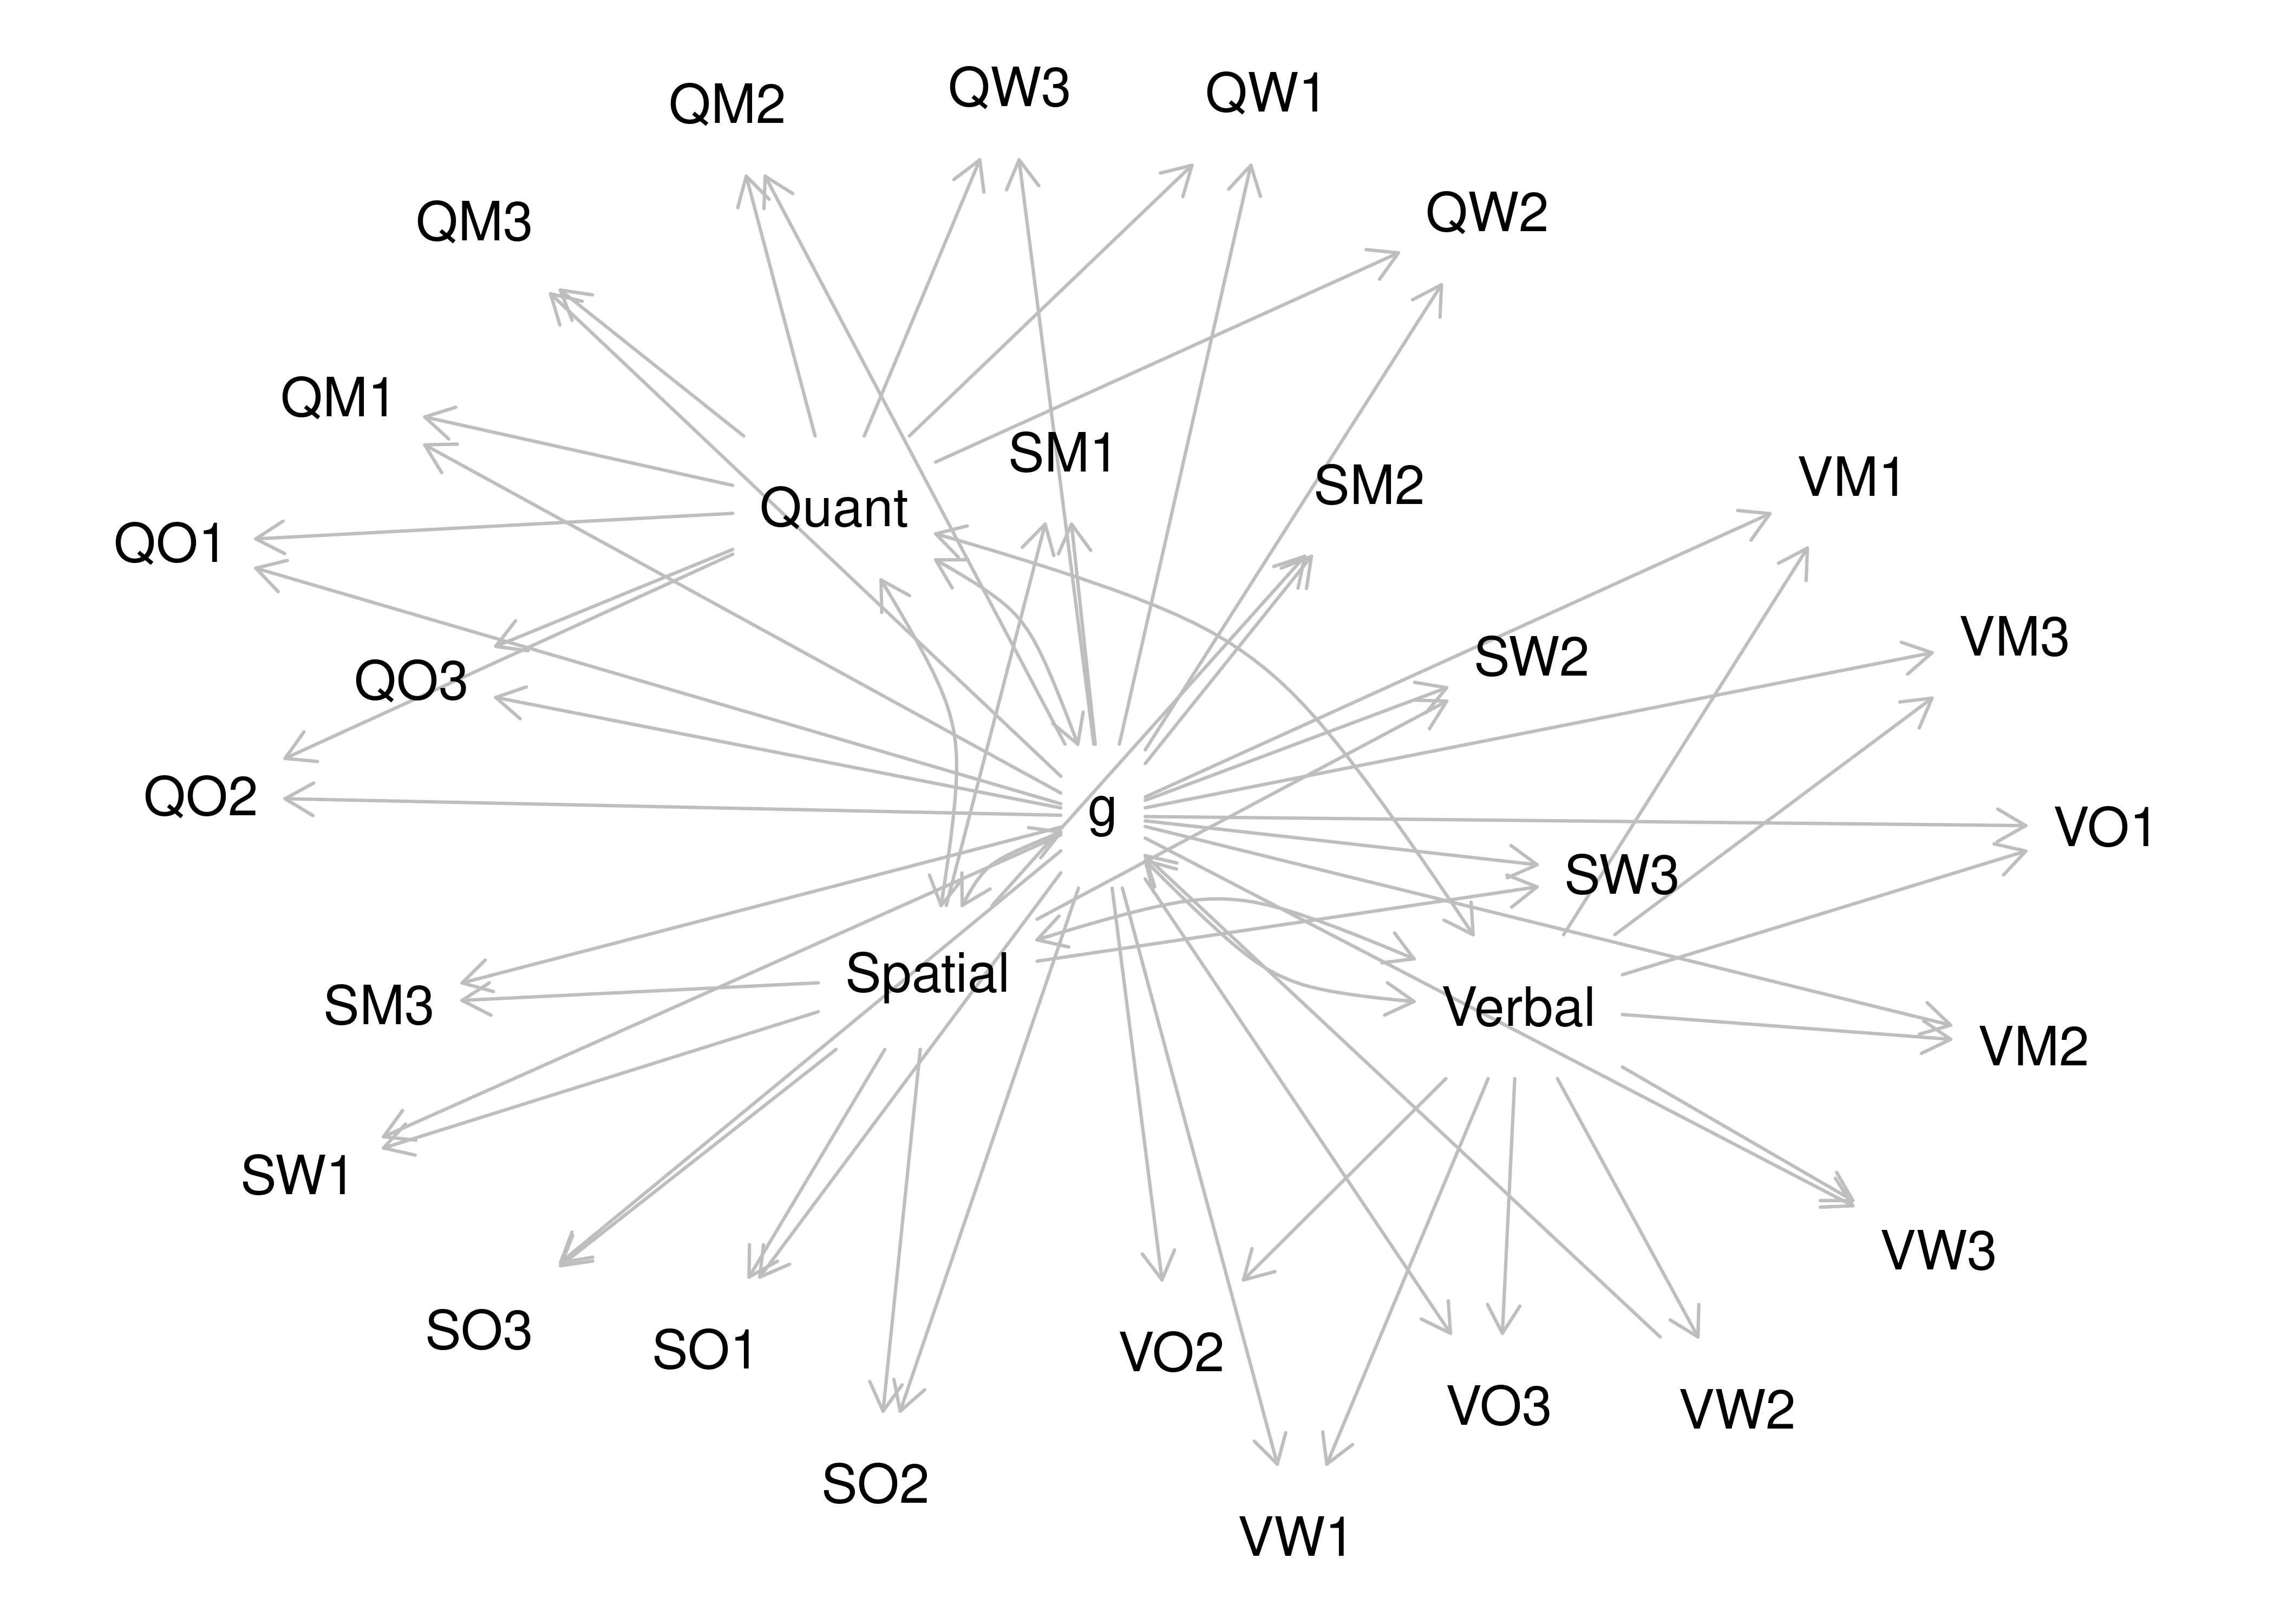 QW3
QW1
QM2
QW2
QM3
QM1
SM1
VM1
SM2
Quant
QO1
VM3
SW2
QO3
QO2
g
VO1
SW3
Spatial
SM3
Verbal
VM2
SW1
VW3
SO3
SO1
VO2
VO3
VW2
SO2
VW1